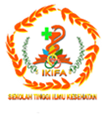 IKIFA
SEKOLAH TINGGI ILMU KESEHATAN